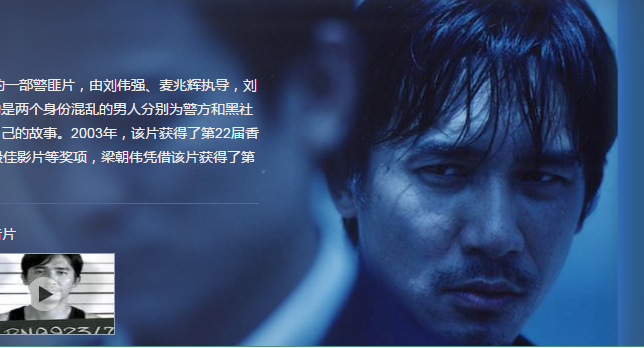 的一部警匪片，由刘伟强、麦兆辉执导，刘
是两个身份混乱的男人分别为警方和黑社
己的故事。2003年，该片获得了第22届香
最佳影片等奖项，梁朝伟凭借该片获得了第
片